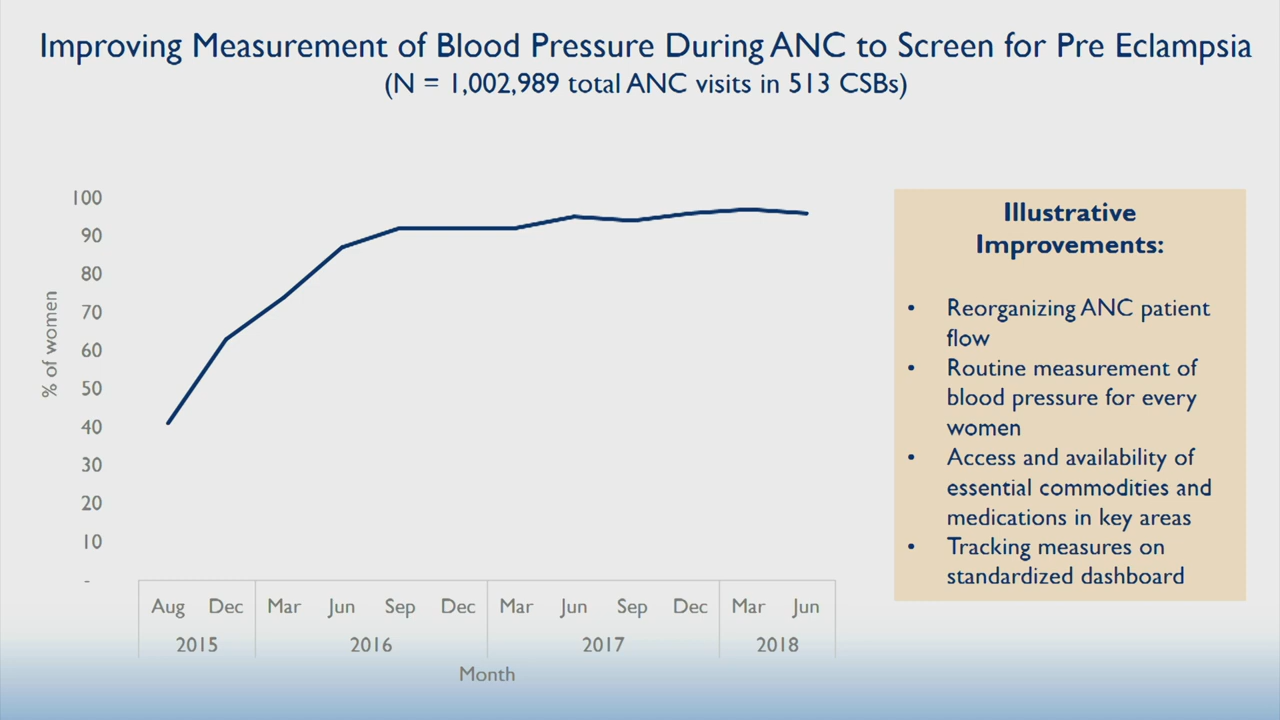 Improving Measurement of Blood Pressure During ANC to Screen for Pre Eclampsia
(N = 1,002,989 total ANC visits in 513 CSBs)
% of women
100
90
80
70
60
50
40
30
20
10
-
Aug Dec Mar Jun Sep Dec Mar Jun Sep Dec Mar Jun
2015 2016 2017 2018
Month
Illustrative
Improvements:
• Reorganizing ANC patient
flow
• Routine measurement of
blood pressure for every
women
• Access and availability of
essential commodities and
medications in key areas
• Tracking measures on
standardized dashboard